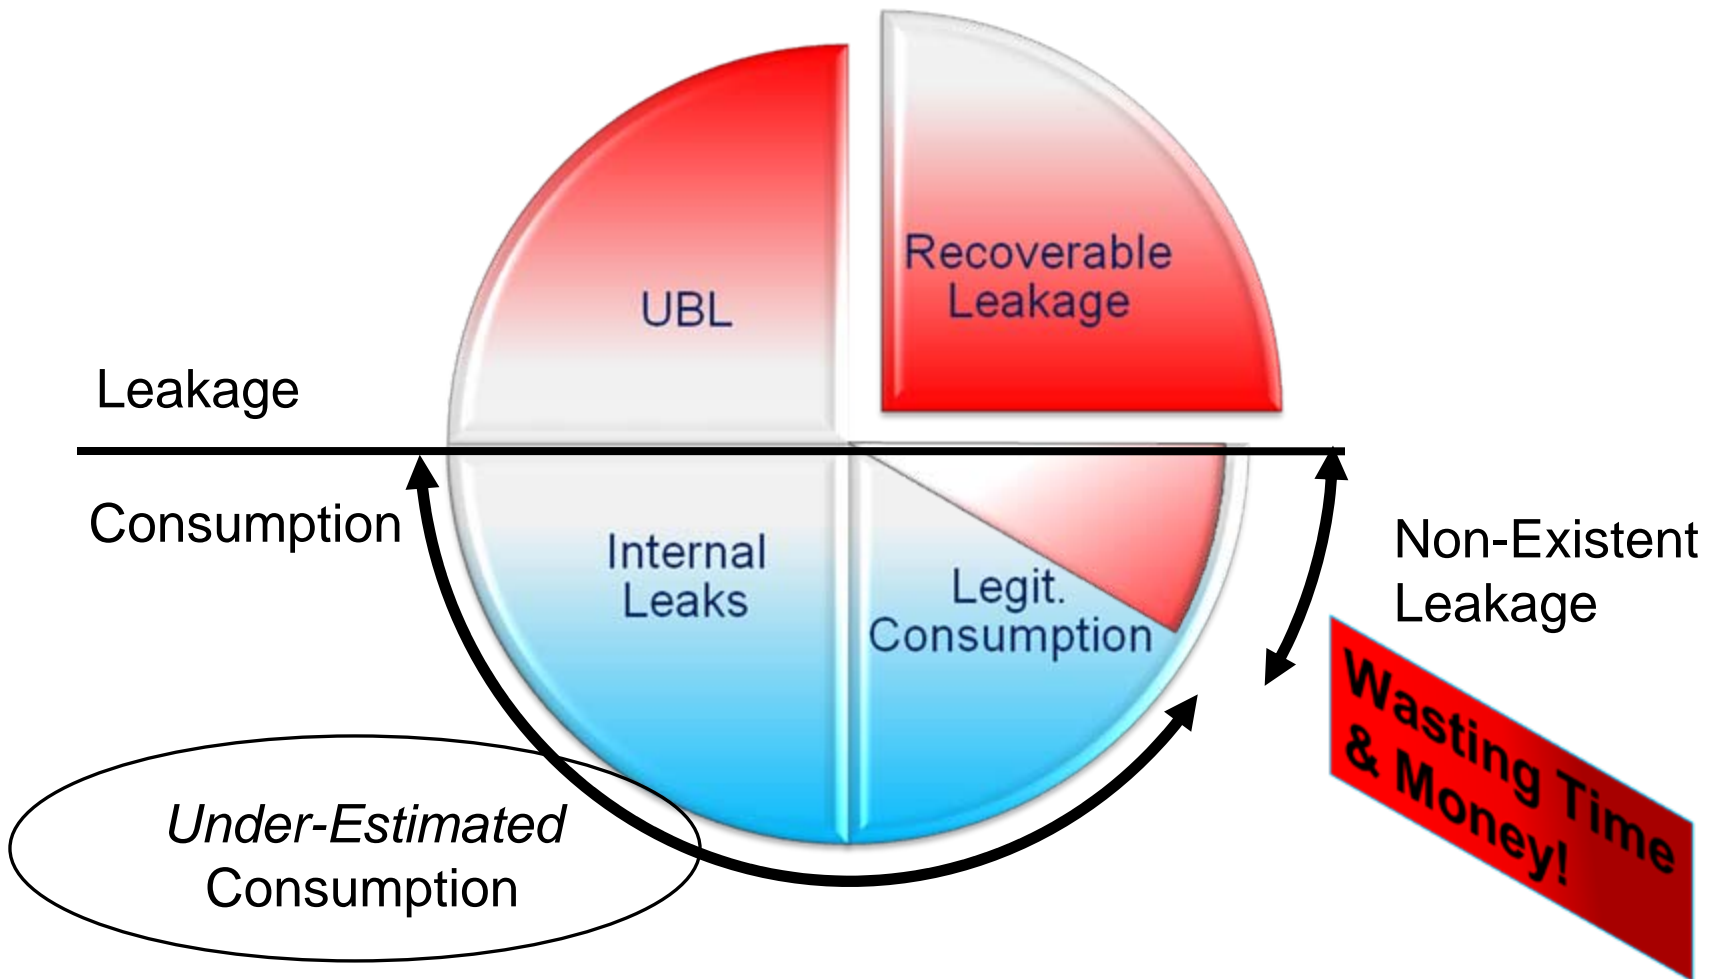 UBL
Recoverable
Leakage
Leakage
Consumption
Internal
Leaks
Legit.
Consumption
Non-Existent
Leakage
Wasting Time
& Money!
Under-Estimated
Consumption